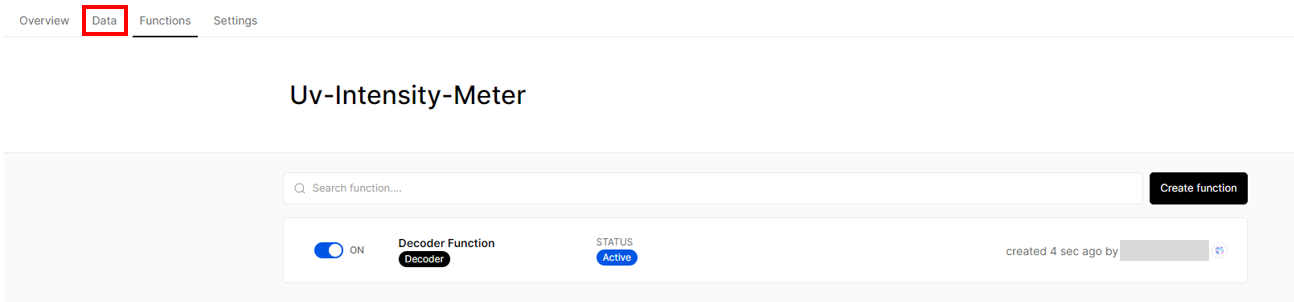 Overview Data Functions Settings
Uv-Intensity-Meter
Search function....
Create function
ON
Decoder Function
Decoder
STATUS
Active
created 4 sec ago by